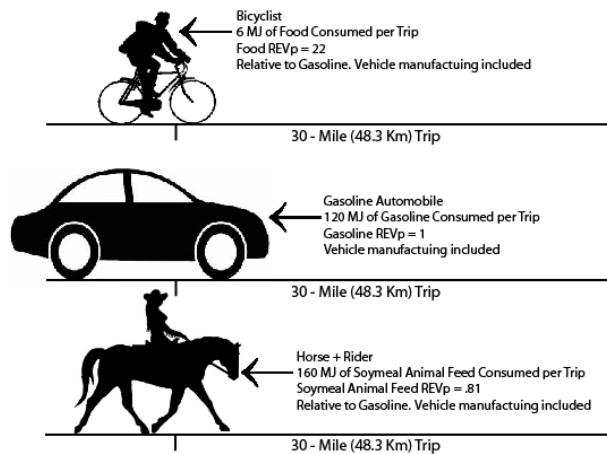 Bicyclist
6 MJ of Food Consumed per Trip
Food REVp = 22
Relative to Gasoline. Vehicle manufactuing included
30 - Mile (48.3 Km) Trip
Gasoline Automobile
120 MJ of Gasoline Consumed per Trip
Gasoline REVp = 1
Vehicle manufactuing included
30 - Mile (48.3 Km) Trip
Horse + Rider
160 MJ of Soymeal Animal Feed Consumed per Trip
Soymeal Animal Feed REVp = .81
Relative to Gasoline. Vehicle manufactuing included
30 - Mile (48.3 Km) Trip